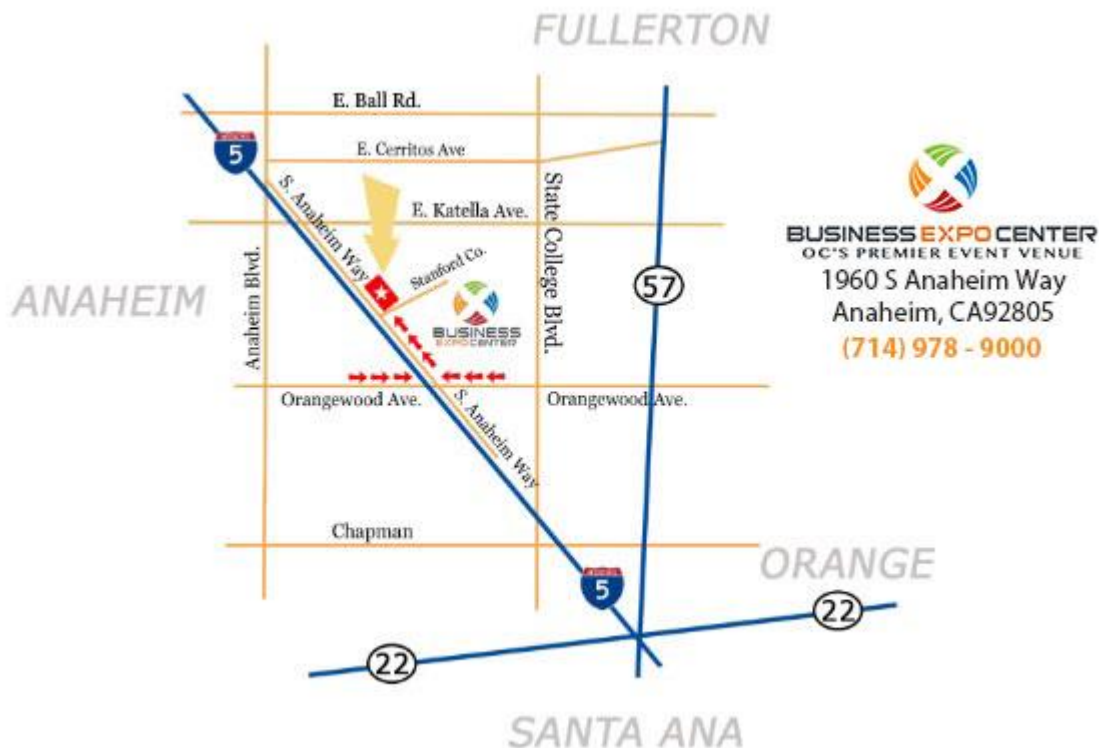 FULLERTON
E. Ball Rd.
5
E. Cerritos Ave
S. Anaheim Way
State College Blvd.
E. Katella Ave.
Anaheim Blvd.
Stanford Co.
ANAHEIM
57
BUSINESS
EXPO CENTER
Orangewood Ave.
Orangewood Ave.
S. Anaheim Way
Chapman
5
ORANGE
22
22
SANTA ANA
BUSINESS EXPO CENTER
OC'S PREMIER EVENT VENUE
1960 S Anaheim Way
Anaheim, CA92805
(714) 978 - 9000